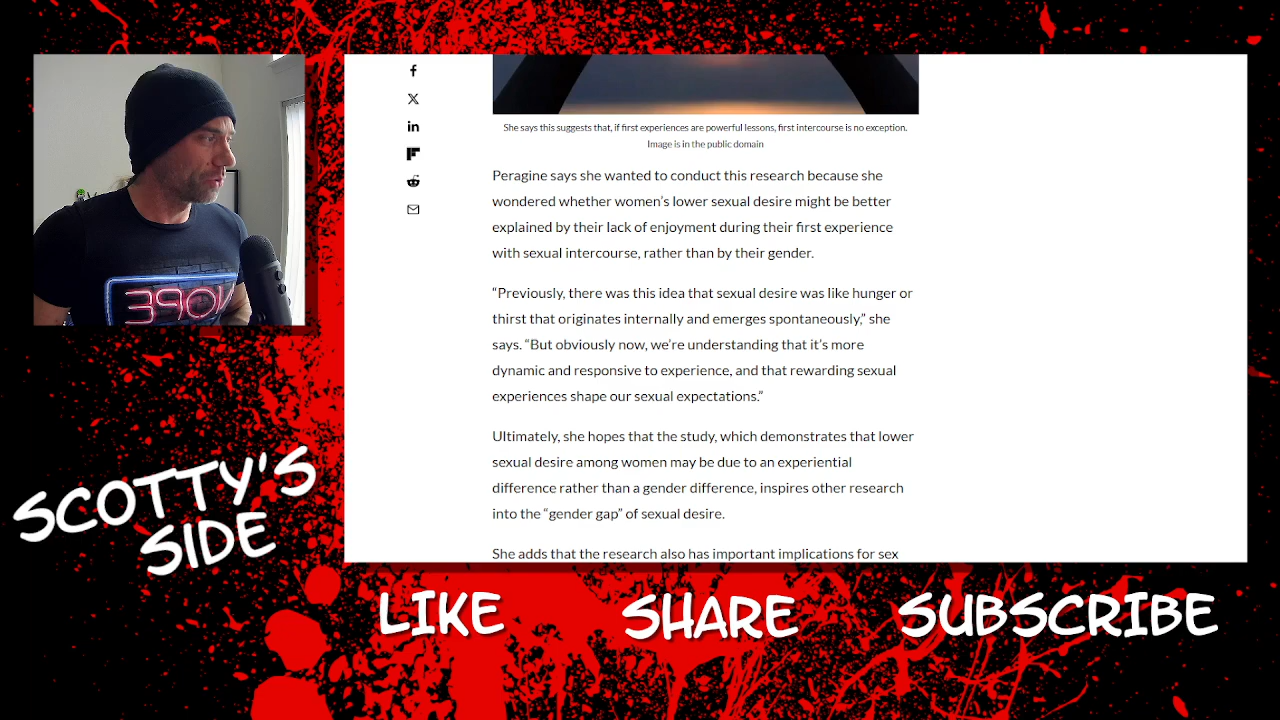 She says this suggests that, if first experiences are powerful lessons, first intercourse is no exception.
Image is in the public domain
Peragine says she wanted to conduct this research because she
wondered whether women’s lower sexual desire might be better
explained by their lack of enjoyment during their first experience
with sexual intercourse, rather than by their gender.
“Previously, there was this idea that sexual desire was like hunger or
thirst that originates internally and emerges spontaneously,” she
says. “But obviously now, we’re understanding that it’s more
dynamic and responsive to experience, and that rewarding sexual
experiences shape our sexual expectations.”
Ultimately, she hopes that the study, which demonstrates that lower
sexual desire among women may be due to an experiential
difference rather than a gender difference, inspires other research
into the “gender gap” of sexual desire.
She adds that the research also has important implications for sex
SCOTTY'S
SIDE
LIKE SHARE SUBSCRIBE